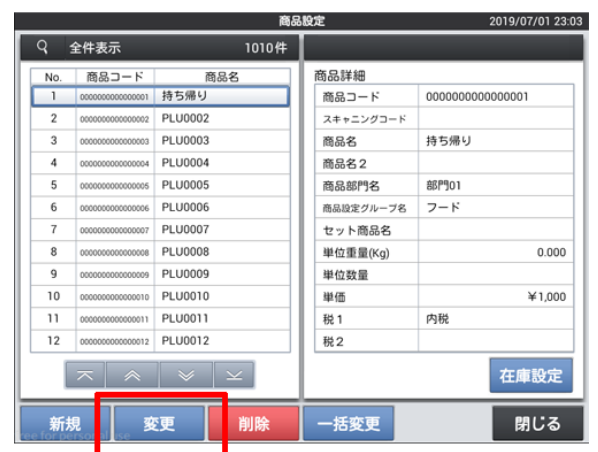 商品設定 2019/07/01 23:03
全件表示 1010件
No. 商品コード 商品名
1 0000000000000001 持ち帰り
2 0000000000000002 PLU0002
3 0000000000000003 PLU0003
4 0000000000000004 PLU0004
5 0000000000000005 PLU0005
6 0000000000000006 PLU0006
7 0000000000000007 PLU0007
8 0000000000000008 PLU0008
9 0000000000000009 PLU0009
10 0000000000000010 PLU0010
11 0000000000000011 PLU0011
12 0000000000000012 PLU0012
商品詳細
商品コード 0000000000000001
スキャニングコード
商品名 持ち帰り
商品名2
商品部門名 部門01
商品設定グループ名 フード
セット商品名
単位重量(Kg) 0.000
単位数量
単価 ¥1,000
税1 内税
税2
在庫設定
新規 変更 削除 一括変更 閉じる
ee for personal use